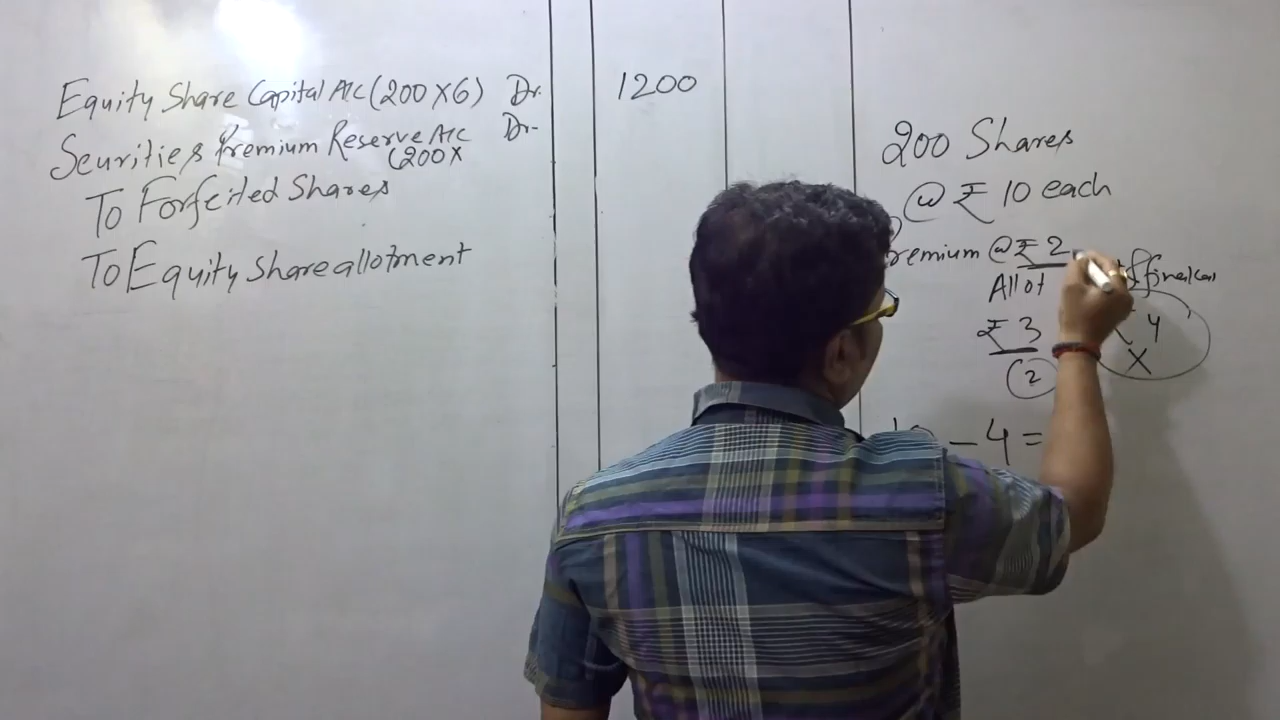 Equity Share Capital A/C (200 X 6) Dr. 1200
Seurities Premium Reserve A/C Dr-
(200 X
To Forfeited Shares
To Equity Share allotment
200 Shares
@ ₹ 10 each
remium @ ₹ 2
Allot
₹ 3
4
2
X
- 4 =